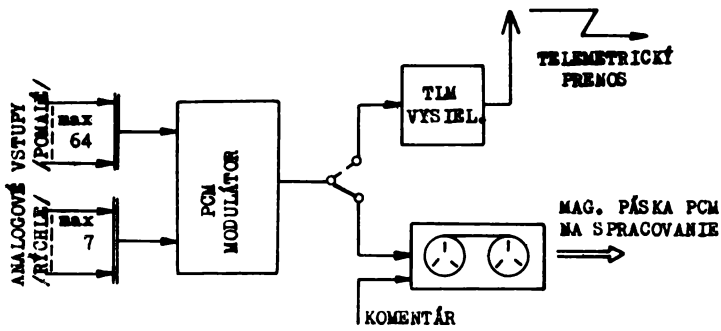 ANALOGOVÉ VSTUPY
/POMALÉ/
max
64
/RÝCHLE/
max
7
PCM
MODULÁTOR
TLM
VYSIEL.
TELEMETRICKÝ
PRENOS
MAG. PÁSKA PCM
NA SPRACOVANIE
KOMENTÁR